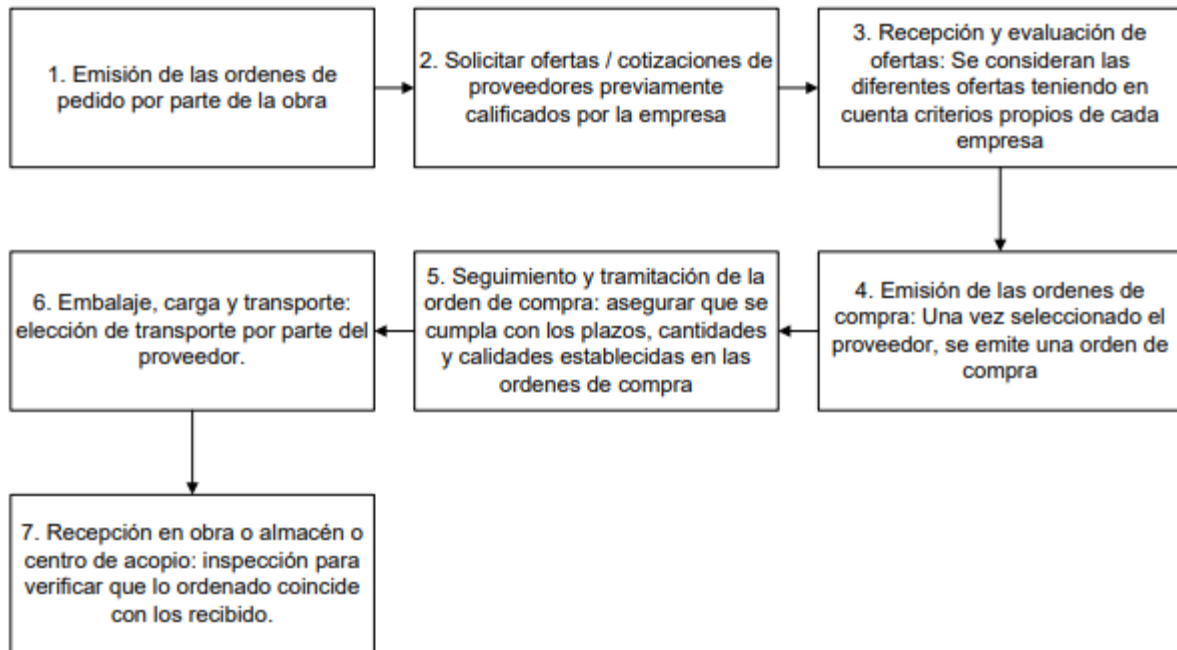 1. Emisión de las ordenes de
pedido por parte de la obra
2. Solicitar ofertas / cotizaciones de
proveedores previamente
calificados por la empresa
3. Recepción y evaluación de
ofertas: Se consideran las
diferentes ofertas teniendo en
cuenta criterios propios de cada
empresa
4. Emisión de las ordenes de
compra: Una vez seleccionado el
proveedor, se emite una orden de
compra
5. Seguimiento y tramitación de la
orden de compra: asegurar que se
cumpla con los plazos, cantidades
y calidades establecidas en las
ordenes de compra
6. Embalaje, carga y transporte:
elección de transporte por parte del
proveedor.
7. Recepción en obra o almacén o
centro de acopio: inspección para
verificar que lo ordenado coincide
con los recibido.